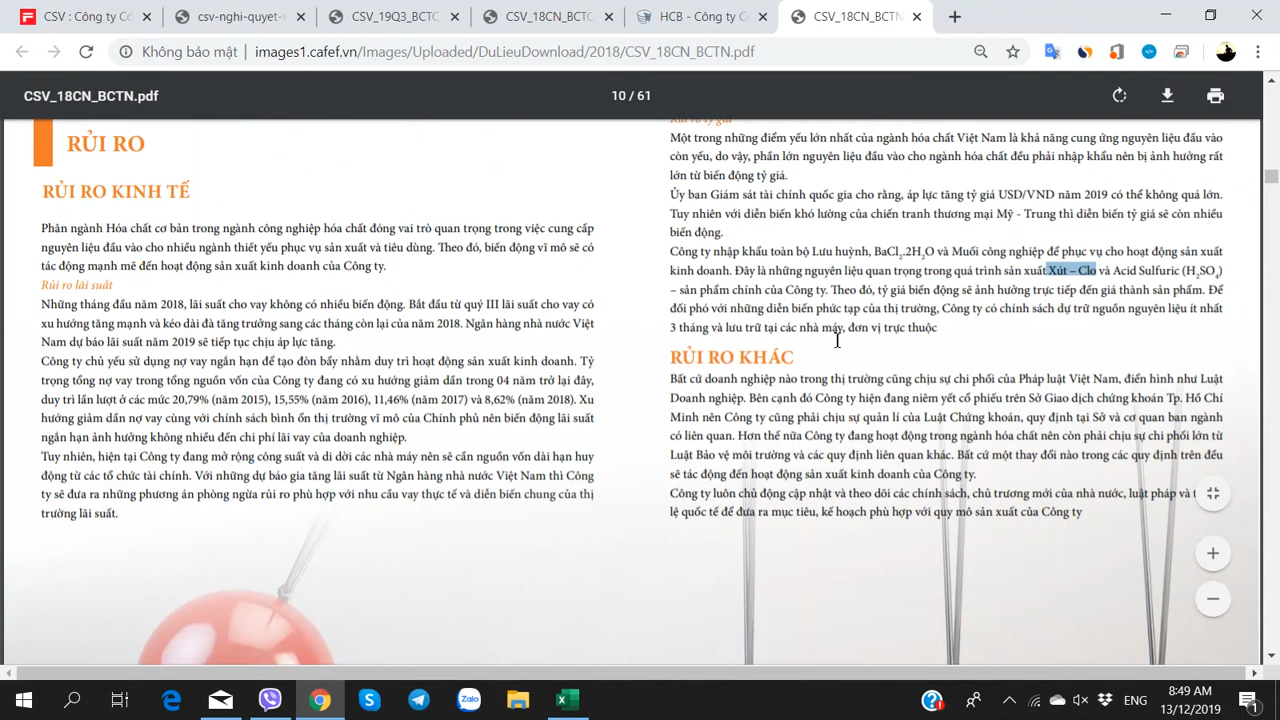 CSV : Công ty Cổ
csv-nghi-quyet-v
CSV_19Q3_BCTC
CSV_18CN_BCTC
HCB - Công ty C
CSV_18CN_BCTN
Không bảo mật
images1.cafef.vn/Images/Uploaded/DuLieuDownload/2018/CSV_18CN_BCTN.pdf
CSV_18CN_BCTN.pdf
10 / 61
RỦI RO
RỦI RO KINH TẾ
Phân ngành Hóa chất cơ bản trong ngành công nghiệp hóa chất đóng vai trò quan trọng trong việc cung cấp
nguyên liệu đầu vào cho nhiều ngành thiết yếu phục vụ sản xuất và tiêu dùng. Theo đó, biến động vĩ mô sẽ có
tác động mạnh mẽ đến hoạt động sản xuất kinh doanh của Công ty.
Rủi ro lãi suất
Những tháng đầu năm 2018, lãi suất cho vay không có nhiều biến động. Bắt đầu từ quý III lãi suất cho vay có
xu hướng tăng mạnh và kéo dài đà tăng trưởng sang các tháng còn lại của năm 2018. Ngân hàng nhà nước Việt
Nam dự báo lãi suất năm 2019 sẽ tiếp tục chịu áp lực tăng.
Công ty chủ yếu sử dụng nợ vay ngắn hạn để tạo đòn bẩy nhằm duy trì hoạt động sản xuất kinh doanh. Tỷ
trọng tổng nợ vay trong tổng nguồn vốn của Công ty đang có xu hướng giảm dần trong 04 năm trở lại đây,
duy trì lần lượt ở các mức 20,79% (năm 2015), 15,55% (năm 2016), 11,46% (năm 2017) và 8,62% (năm 2018). Xu
hướng giảm dần nợ vay cùng với chính sách bình ổn thị trường vĩ mô của Chính phủ nên biến động lãi suất
ngắn hạn ảnh hưởng không nhiều đến chi phí lãi vay của doanh nghiệp.
Tuy nhiên, hiện tại Công ty đang mở rộng công suất và di dời các nhà máy nên sẽ cần nguồn vốn dài hạn huy
động từ các tổ chức tài chính. Với những dự báo gia tăng lãi suất từ Ngân hàng nhà nước Việt Nam thì Công
ty sẽ đưa ra những phương án phòng ngừa rủi ro phù hợp với nhu cầu vay thực tế và diễn biến chung của thị
trường lãi suất.
Rủi ro tỷ giá
Một trong những điểm yếu lớn nhất của ngành hóa chất Việt Nam là khả năng cung ứng nguyên liệu đầu vào
còn yếu, do vậy, phần lớn nguyên liệu đầu vào cho ngành hóa chất đều phải nhập khẩu nên bị ảnh hưởng rất
lớn từ biến động tỷ giá.
Ủy ban Giám sát tài chính quốc gia cho rằng, áp lực tăng tỷ giá USD/VND năm 2019 có thể không quá lớn.
Tuy nhiên với diễn biến khó lường của chiến tranh thương mại Mỹ - Trung thì diễn biến tỷ giá sẽ còn nhiều
biến động.
Công ty nhập khẩu toàn bộ Lưu huỳnh, BaCl₂.2H₂O và Muối công nghiệp để phục vụ cho hoạt động sản xuất
kinh doanh. Đây là những nguyên liệu quan trọng trong quá trình sản xuất Xút – Clo và Acid Sulfuric (H₂SO₄)
– sản phẩm chính của Công ty. Theo đó, tỷ giá biến động sẽ ảnh hưởng trực tiếp đến giá thành sản phẩm. Để
đối phó với những diễn biến phức tạp của thị trường, Công ty có chính sách dự trữ nguồn nguyên liệu ít nhất
3 tháng và lưu trữ tại các nhà máy, đơn vị trực thuộc
RỦI RO KHÁC
Bất cứ doanh nghiệp nào trong thị trường cũng chịu sự chi phối của Pháp luật Việt Nam, điển hình như Luật
Doanh nghiệp. Bên cạnh đó Công ty hiện đang niêm yết cổ phiếu trên Sở Giao dịch chứng khoán Tp. Hồ Chí
Minh nên Công ty cũng phải chịu sự quản lí của Luật Chứng khoán, quy định tại Sở và cơ quan ban ngành
có liên quan. Hơn thế nữa Công ty đang hoạt động trong ngành hóa chất nên còn phải chịu sự chi phối lớn từ
Luật Bảo vệ môi trường và các quy định liên quan khác. Bất cứ một thay đổi nào trong các quy định trên đều
sẽ tác động đến hoạt động sản xuất kinh doanh của Công ty.
Công ty luôn chủ động cập nhật và theo dõi các chính sách, chủ trương mới của nhà nước, luật pháp và t
lệ quốc tế để đưa ra mục tiêu, kế hoạch phù hợp với quy mô sản xuất của Công ty
Zalo
ENG
8:49 AM
13/12/2019
1